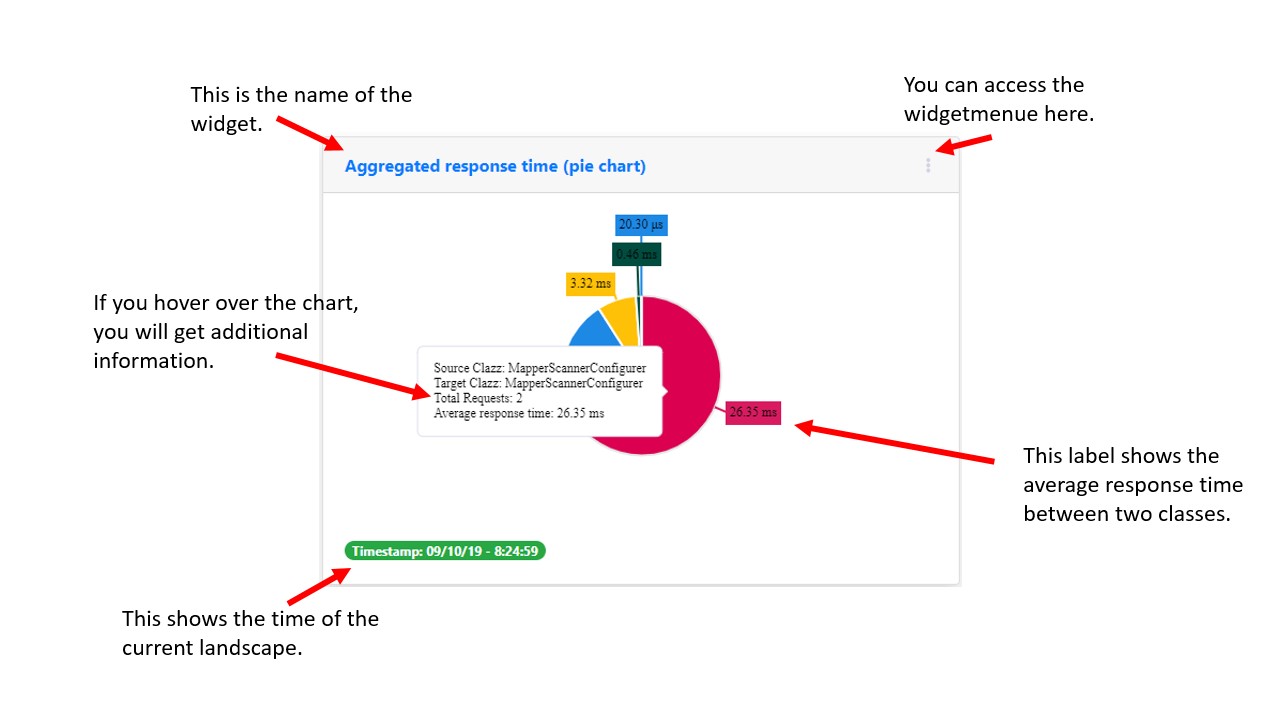 This is the name of the
widget.
You can access the
widgetmenue here.
Aggregated response time (pie chart)
20.30 µs
0.46 ms
3.32 ms
If you hover over the chart,
you will get additional
information.
Source Clazz: MapperScannerConfigurer
Target Clazz: MapperScannerConfigurer
Total Requests: 2
Average response time: 26.35 ms
26.35 ms
This label shows the
average response time
between two classes.
Timestamp: 09/10/19 - 8:24:59
This shows the time of the
current landscape.